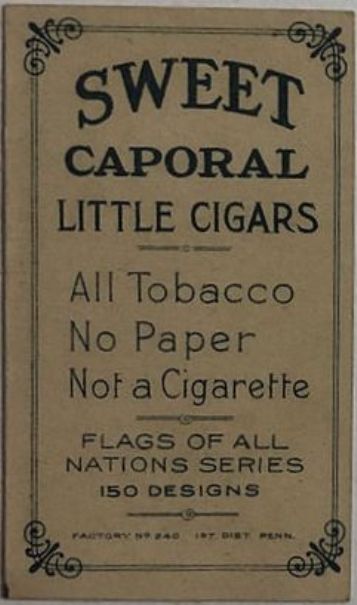 SWEET
CAPORAL
LITTLE CIGARS
All Tobacco
No Paper
Not a Cigarette
FLAGS OF ALL
NATIONS SERIES
150 DESIGNS
FACTORY Nº 240 1ST DIST. PENN.